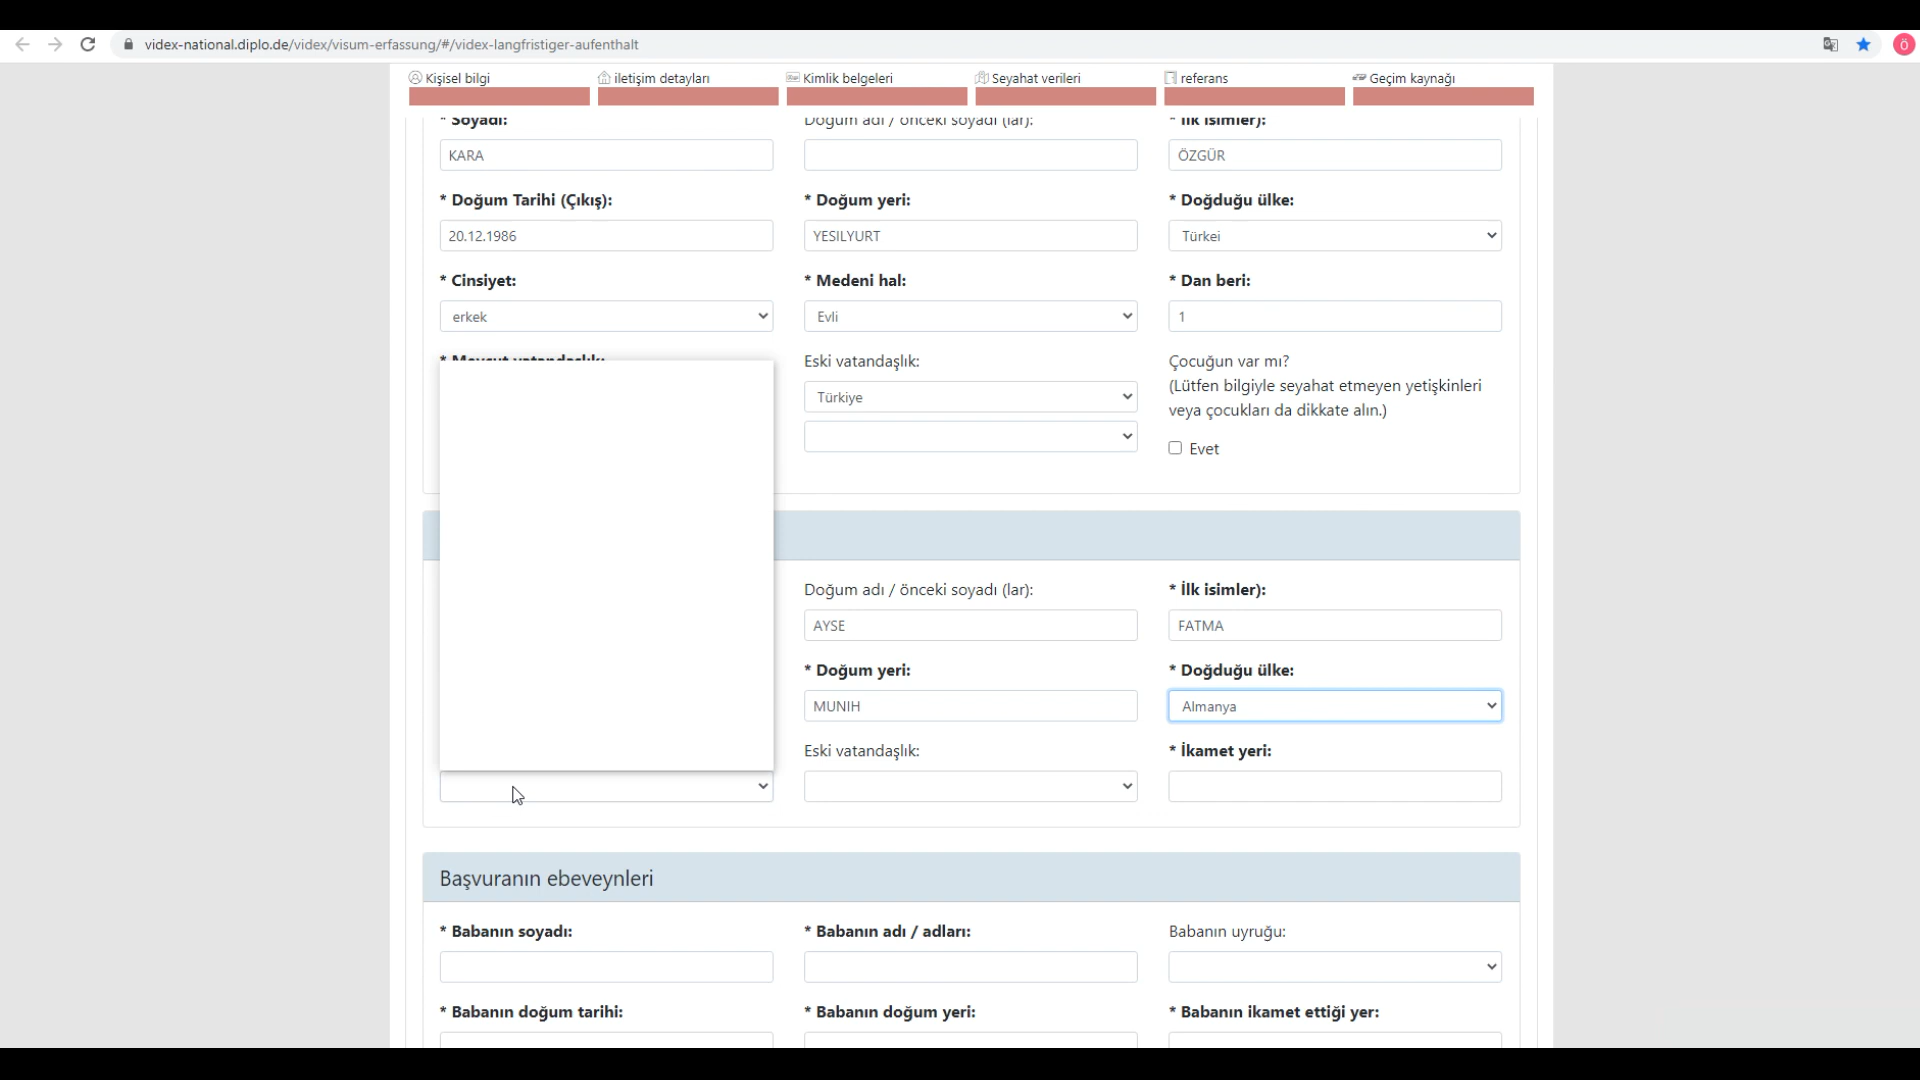 videx-national.diplo.de/videx/visum-erfassung/#/videx-langfristiger-aufenthalt
Ö
Kişisel bilgi
iletişim detayları
Kimlik belgeleri
Seyahat verileri
referans
Geçim kaynağı
* Soyadı:
Doğum adı / önceki soyadı (lar):
* İlk isimler):
KARA
ÖZGÜR
* Doğum Tarihi (Çıkış):
* Doğum yeri:
* Doğduğu ülke:
20.12.1986
YESILYURT
Türkei
* Cinsiyet:
* Medeni hal:
* Dan beri:
erkek
Evli
1
* Mevcut vatandaşlık:
Eski vatandaşlık:
Çocuğun var mı?
(Lütfen bilgiyle seyahat etmeyen yetişkinleri
veya çocukları da dikkate alın.)
Türkiye
Evet
Doğum adı / önceki soyadı (lar):
* İlk isimler):
AYSE
FATMA
* Doğum yeri:
* Doğduğu ülke:
MUNIH
Almanya
Eski vatandaşlık:
* İkamet yeri:
Başvuranın ebeveynleri
* Babanın soyadı:
* Babanın adı / adları:
Babanın uyruğu:
* Babanın doğum tarihi:
* Babanın doğum yeri:
* Babanın ikamet ettiği yer: